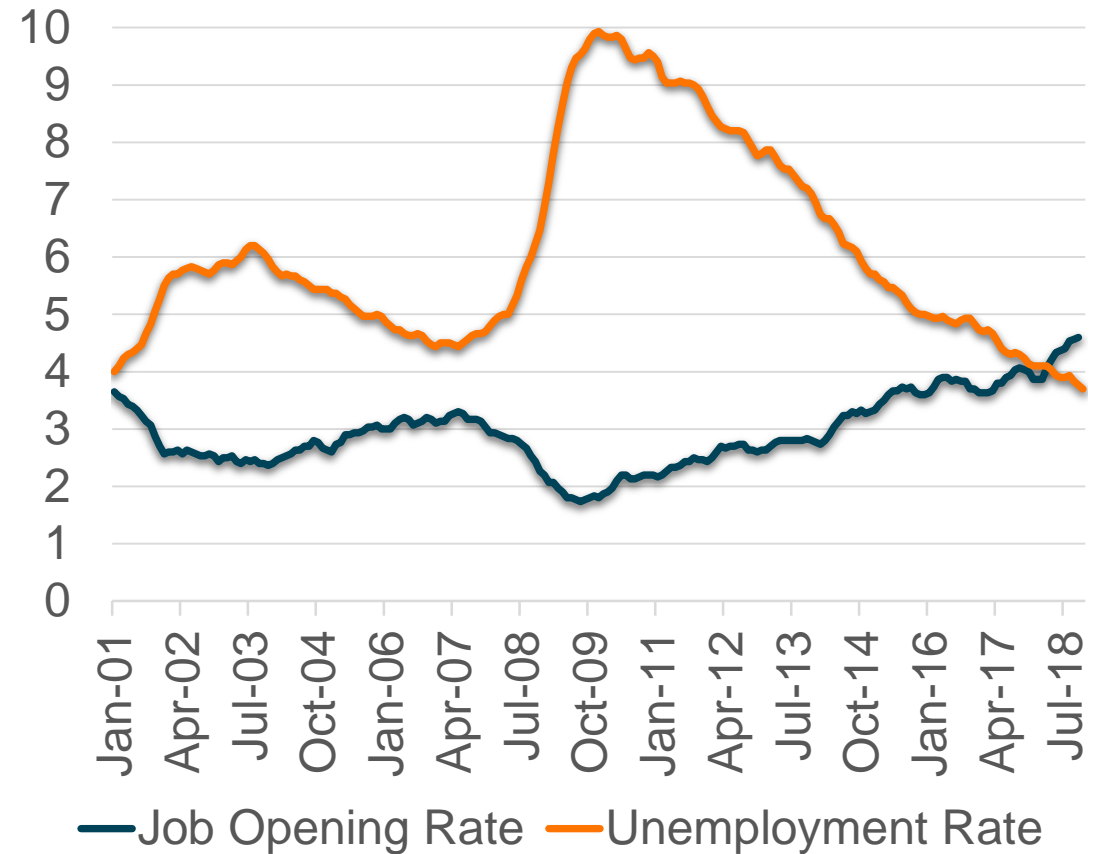 10
9
8
7
6
5
4
3
2
1
0
Jan-01
Apr-02
Jul-03
Oct-04
Jan-06
Apr-07
Jul-08
Oct-09
Jan-11
Apr-12
Jul-13
Oct-14
Jan-16
Apr-17
Jul-18
Job Opening Rate Unemployment Rate